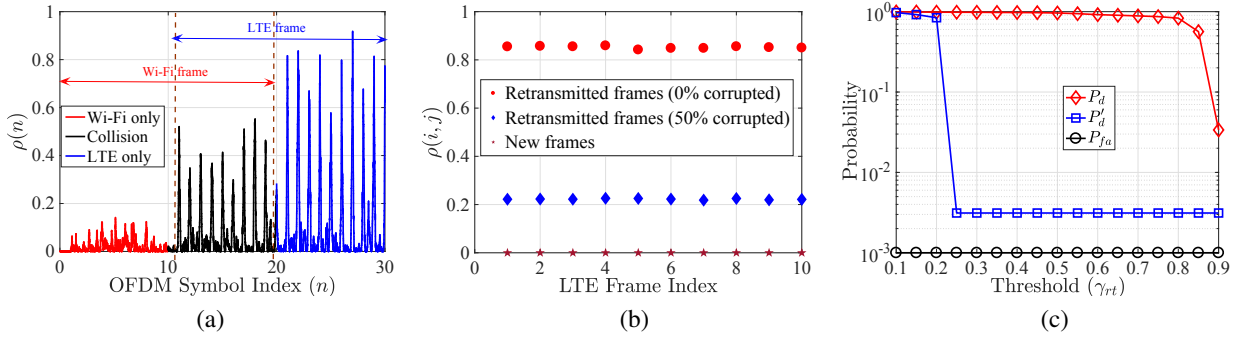 LTE frame
Wi-Fi frame
Wi-Fi only
Collision
LTE only
ρ(n)
1
0.8
0.6
0.4
0.2
0
0 10 20 30
OFDM Symbol Index (n)
(a)
ρ(i, j)
1
0.8
0.6
0.4
0.2
0
Retransmitted frames (0% corrupted)
Retransmitted frames (50% corrupted)
New frames
0 2 4 6 8 10
LTE Frame Index
(b)
Probability
10⁰
10⁻¹
10⁻²
10⁻³
P_d
P′_d
P_fa
0.1 0.2 0.3 0.4 0.5 0.6 0.7 0.8 0.9
Threshold (γ_rt)
(c)